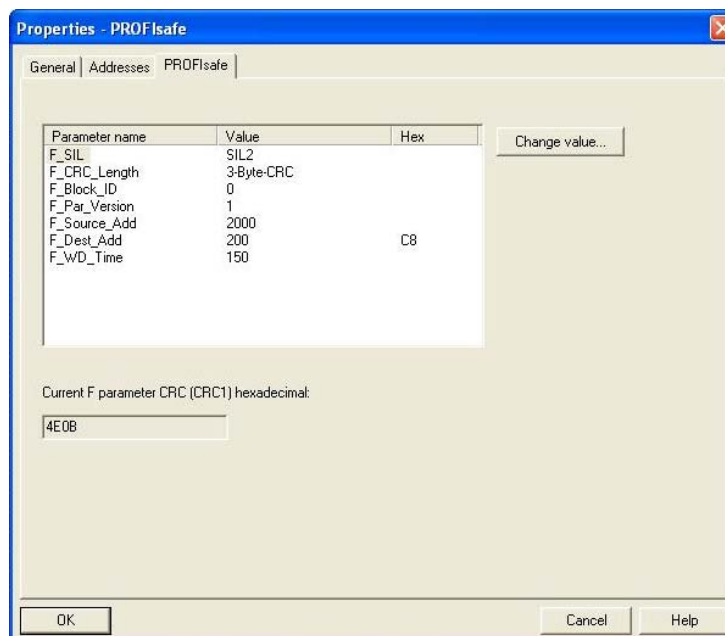 Properties - PROFIsafe
General Addresses PROFIsafe
Parameter name Value Hex
F_SIL SIL2
F_CRC_Length 3-Byte-CRC
F_Block_ID 0
F_Par_Version 1
F_Source_Add 2000
F_Dest_Add 200 C8
F_WD_Time 150
Change value...
Current F parameter CRC (CRC1) hexadecimal:
4E0B
OK Cancel Help